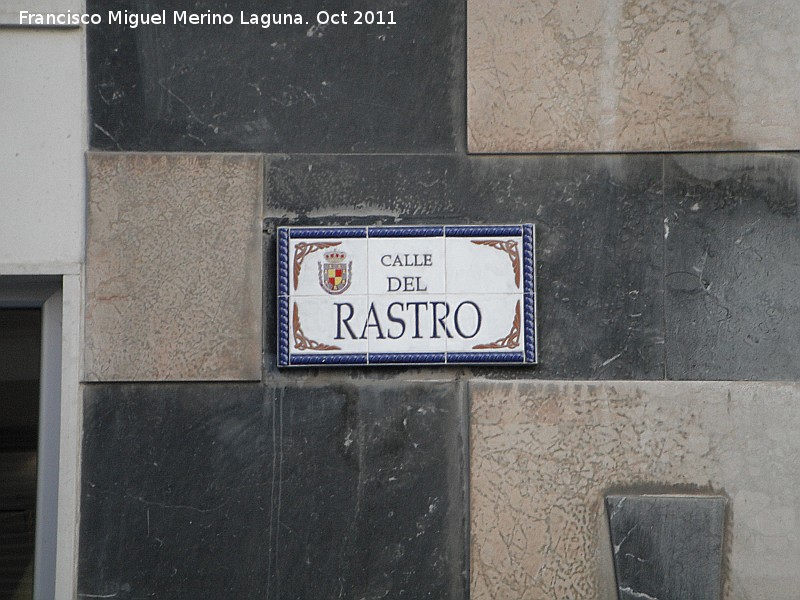 Francisco Miguel Merino Laguna. Oct 2011
CALLE
DEL
RASTRO